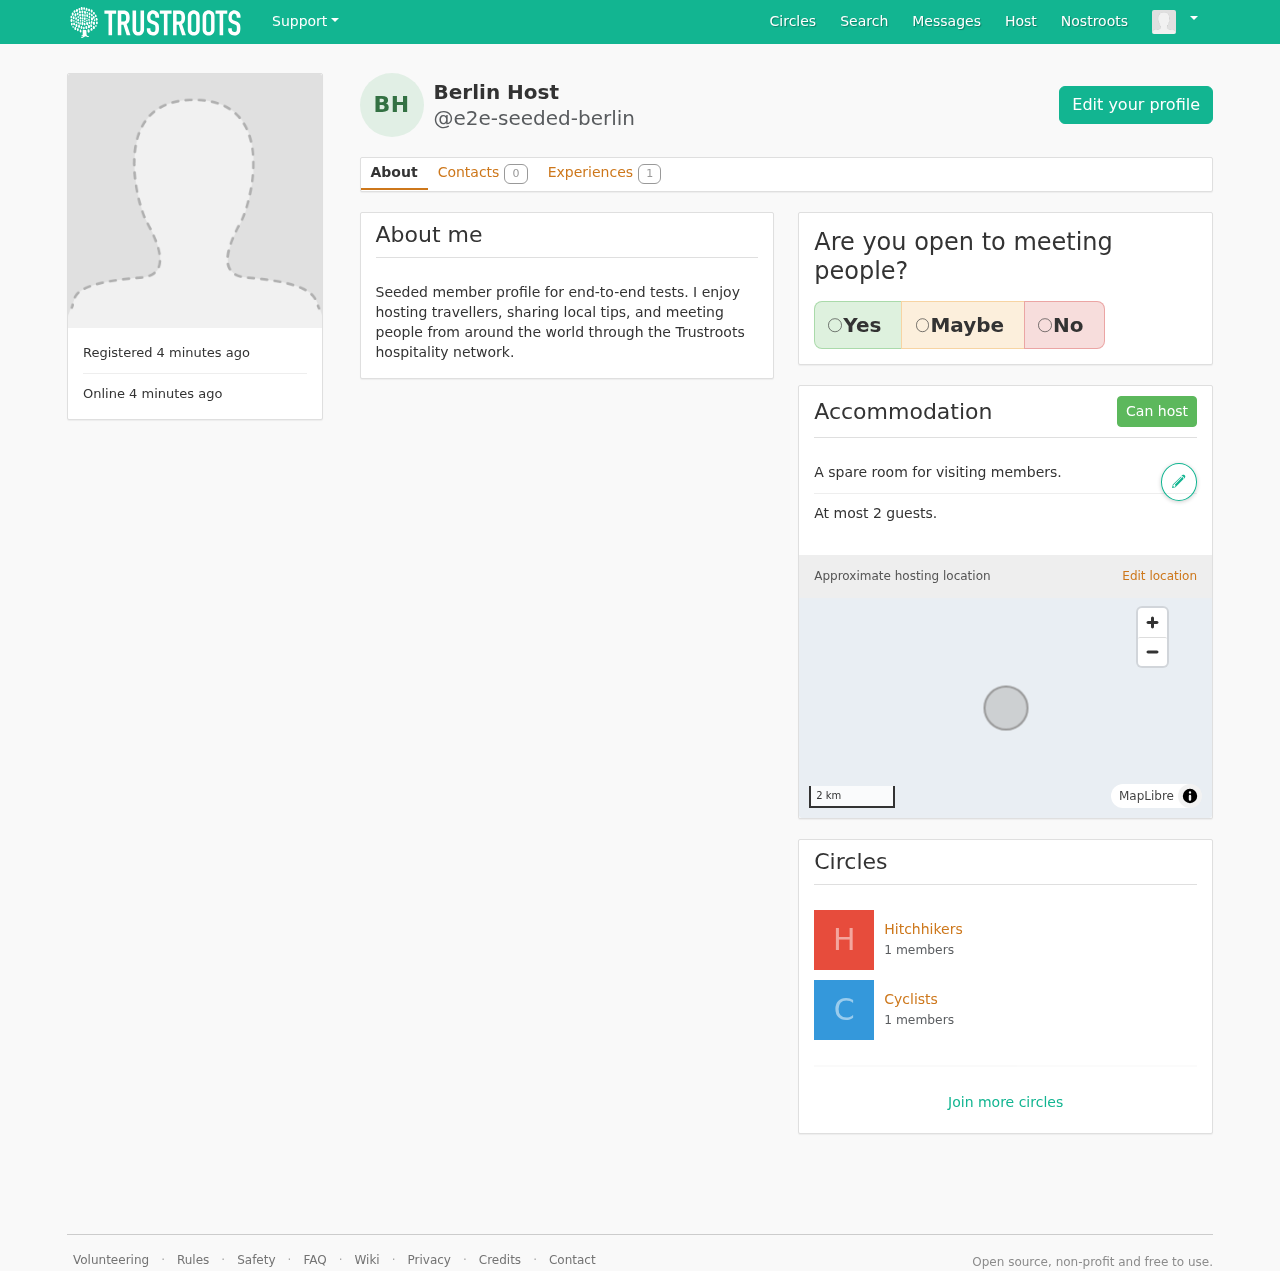 TRUSTROOTS
Support
Circles
Search
Messages
Host
Nostroots
BH
Berlin Host
@e2e-seeded-berlin
Edit your profile
About
Contacts 0
Experiences 1
Registered 4 minutes ago
Online 4 minutes ago
About me
Seeded member profile for end-to-end tests. I enjoy
hosting travellers, sharing local tips, and meeting
people from around the world through the Trustroots
hospitality network.
Are you open to meeting
people?
Yes
Maybe
No
Accommodation
Can host
A spare room for visiting members.
At most 2 guests.
Approximate hosting location
Edit location
2 km
MapLibre
Circles
H
Hitchhikers
1 members
C
Cyclists
1 members
Join more circles
Volunteering · Rules · Safety · FAQ · Wiki · Privacy · Credits · Contact
Open source, non-profit and free to use.